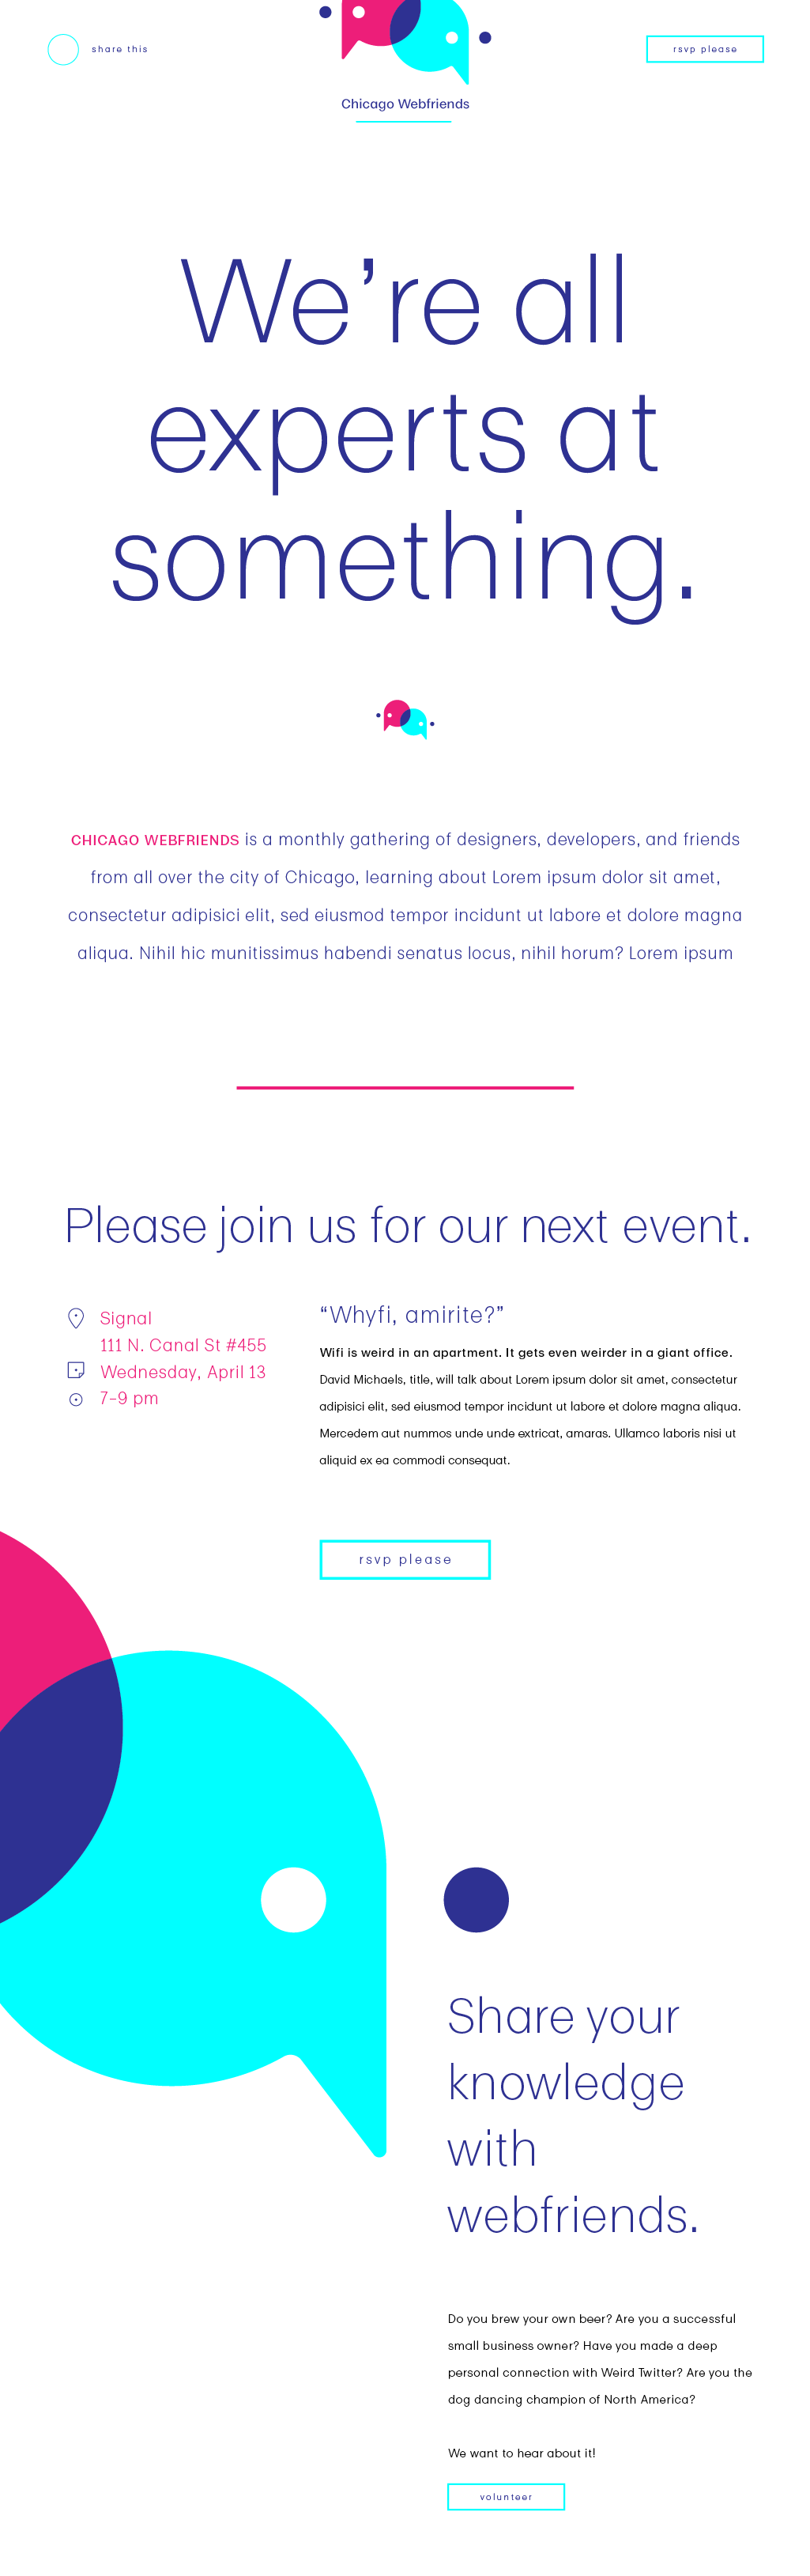 share this
rsvp please
Chicago Webfriends
We’re all
experts at
something.
CHICAGO WEBFRIENDS is a monthly gathering of designers, developers, and friends
from all over the city of Chicago, learning about Lorem ipsum dolor sit amet,
consectetur adipisici elit, sed eiusmod tempor incidunt ut labore et dolore magna
aliqua. Nihil hic munitissimus habendi senatus locus, nihil horum? Lorem ipsum
Please join us for our next event.
Signal
111 N. Canal St #455
Wednesday, April 13
7–9 pm
“Whyfi, amirite?”
Wifi is weird in an apartment. It gets even weirder in a giant office.
David Michaels, title, will talk about Lorem ipsum dolor sit amet, consectetur
adipisici elit, sed eiusmod tempor incidunt ut labore et dolore magna aliqua.
Mercedem aut nummos unde unde extricat, amaras. Ullamco laboris nisi ut
aliquid ex ea commodi consequat.
rsvp please
Share your
knowledge
with
webfriends.
Do you brew your own beer? Are you a successful
small business owner? Have you made a deep
personal connection with Weird Twitter? Are you the
dog dancing champion of North America?
We want to hear about it!
volunteer